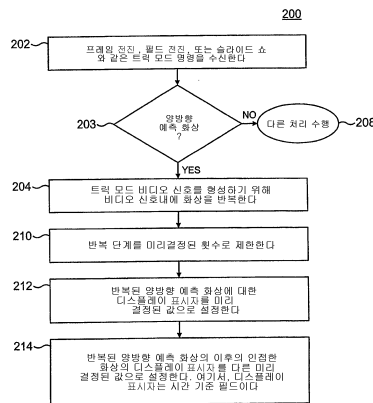 200
202
프레임 전진, 필드 전진, 또는 슬라이드 쇼
와 같은 트릭 모드 명령을 수신한다
203
양방향
예측 화상
?
NO
다른 처리 수행
208
YES
204
트릭 모드 비디오 신호를 형성하기 위해
비디오 신호내에 화상을 반복한다
210
반복 단계를 미리결정된 횟수로 제한한다
212
반복된 양방향 예측 화상에 대한
디스플레이 표시자를 미리
결정된 값으로 설정한다
214
반복된 양방향 예측 화상의 이후의 인접한
화상의 디스플레이 표시자를 다른 미리
결정된 값으로 설정한다. 여기서, 디스플레이
표시자는 시간 기준 필드이다